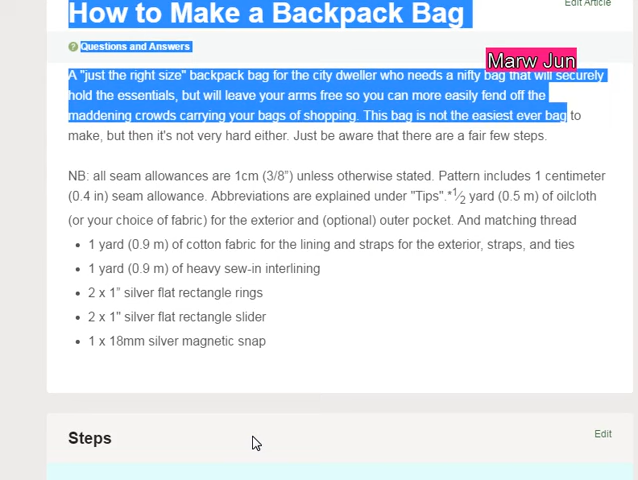 How to Make a Backpack Bag
Edit Article
Questions and Answers
Marw Jun
A "just the right size" backpack bag for the city dweller who needs a nifty bag that will securely
hold the essentials, but will leave your arms free so you can more easily fend off the
maddening crowds carrying your bags of shopping. This bag is not the easiest ever bag to
make, but then it's not very hard either. Just be aware that there are a fair few steps.
NB: all seam allowances are 1cm (3/8”) unless otherwise stated. Pattern includes 1 centimeter
(0.4 in) seam allowance. Abbreviations are explained under "Tips".*1⁄2 yard (0.5 m) of oilcloth
(or your choice of fabric) for the exterior and (optional) outer pocket. And matching thread
• 1 yard (0.9 m) of cotton fabric for the lining and straps for the exterior, straps, and ties
• 1 yard (0.9 m) of heavy sew-in interlining
• 2 x 1” silver flat rectangle rings
• 2 x 1" silver flat rectangle slider
• 1 x 18mm silver magnetic snap
Steps
Edit